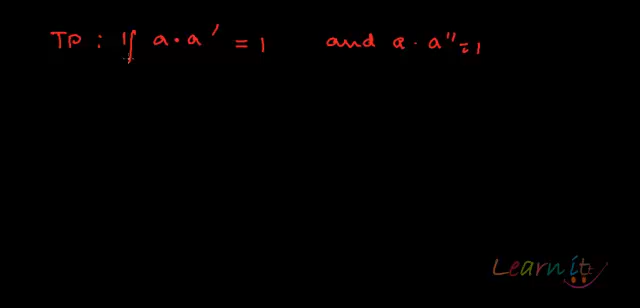 TP : If a · a' = 1 and a · a'' = 1
Learnit